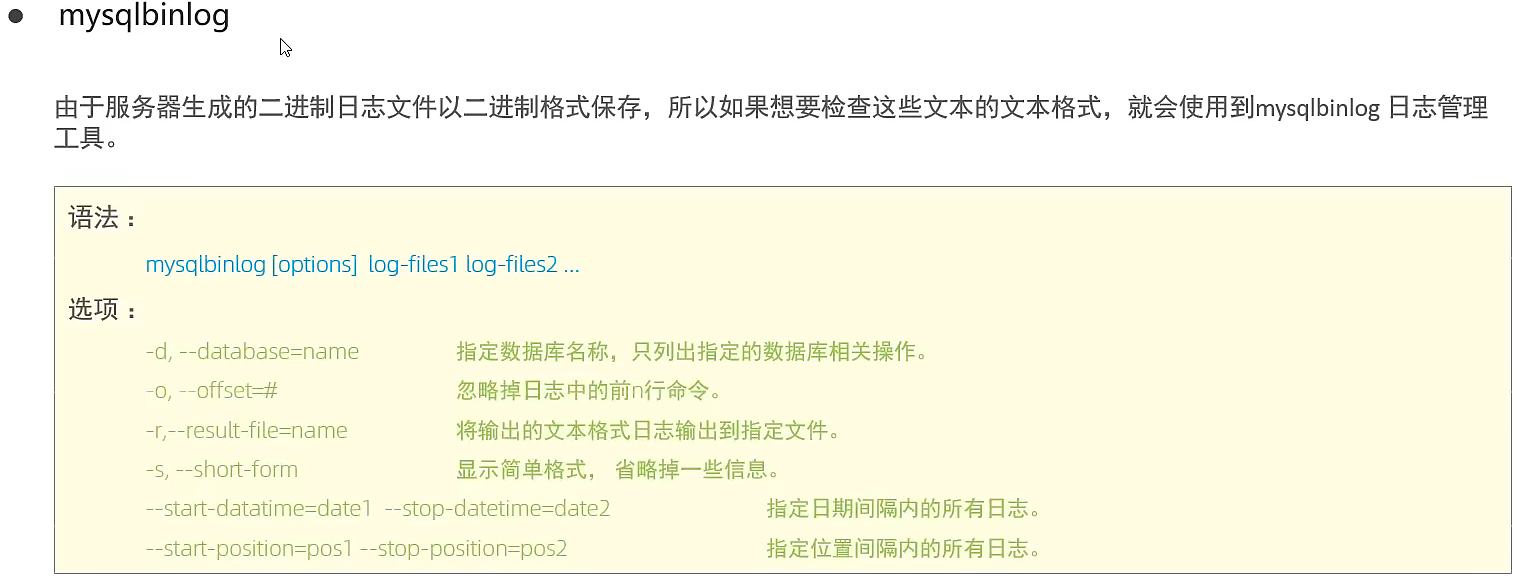 ● mysqlbinlog
由于服务器生成的二进制日志文件以二进制格式保存，所以如果想要检查这些文本的文本格式，就会使用到mysqlbinlog 日志管理
工具。
语法：
mysqlbinlog [options]  log-files1 log-files2 ...
选项：
-d, --database=name 指定数据库名称，只列出指定的数据库相关操作。
-o, --offset=# 忽略掉日志中的前n行命令。
-r,--result-file=name 将输出的文本格式日志输出到指定文件。
-s, --short-form 显示简单格式， 省略掉一些信息。
--start-datatime=date1  --stop-datetime=date2 指定日期间隔内的所有日志。
--start-position=pos1 --stop-position=pos2 指定位置间隔内的所有日志。